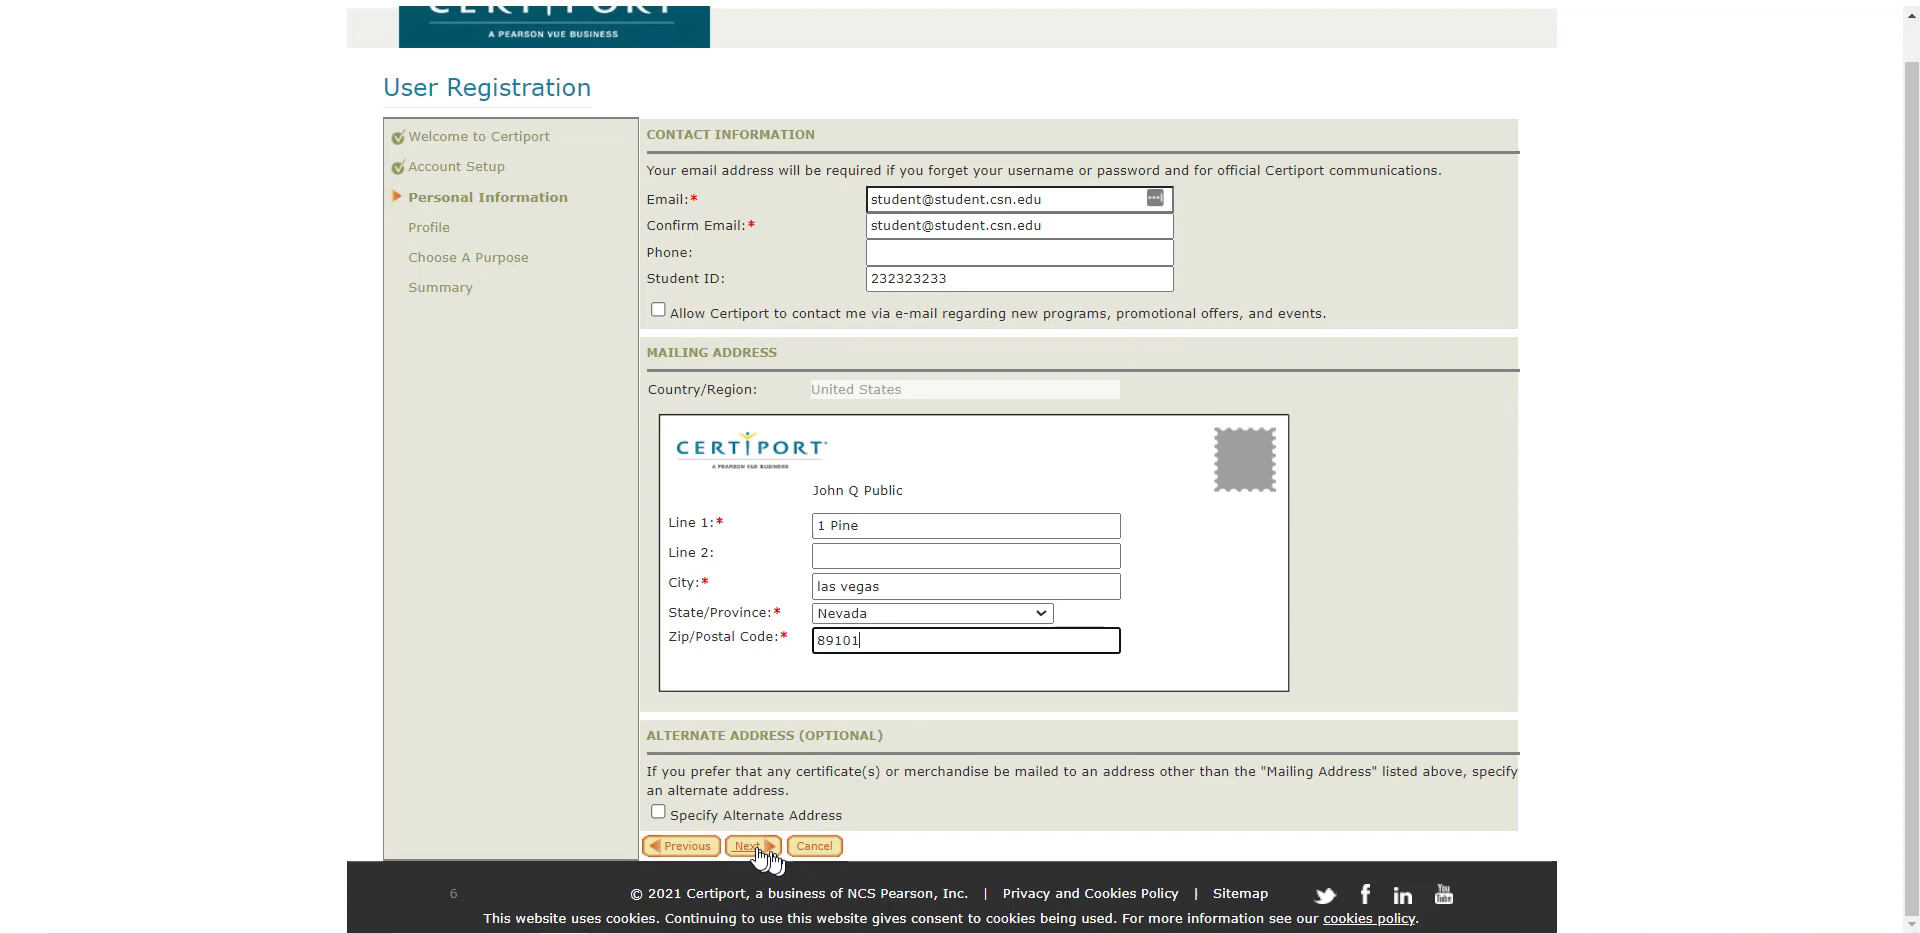 CERTIPORT
A PEARSON VUE BUSINESS
User Registration
Welcome to Certiport
Account Setup
Personal Information
Profile
Choose A Purpose
Summary
CONTACT INFORMATION
Your email address will be required if you forget your username or password and for official Certiport communications.
Email:* student@student.csn.edu
Confirm Email:* student@student.csn.edu
Phone:
Student ID: 232323233
Allow Certiport to contact me via e-mail regarding new programs, promotional offers, and events.
MAILING ADDRESS
Country/Region: United States
CERTIPORT
A PEARSON VUE BUSINESS
John Q Public
Line 1:* 1 Pine
Line 2:
City:* las vegas
State/Province:* Nevada
Zip/Postal Code:* 89101
ALTERNATE ADDRESS (OPTIONAL)
If you prefer that any certificate(s) or merchandise be mailed to an address other than the "Mailing Address" listed above, specify
an alternate address.
Specify Alternate Address
Previous Next Cancel
6 © 2021 Certiport, a business of NCS Pearson, Inc. | Privacy and Cookies Policy | Sitemap
This website uses cookies. Continuing to use this website gives consent to cookies being used. For more information see our cookies policy.